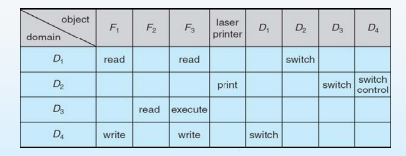 object
domain
F₁ F₂ F₃ laser printer D₁ D₂ D₃ D₄
D₁ read read switch
D₂ print switch switch control
D₃ read execute
D₄ write write switch